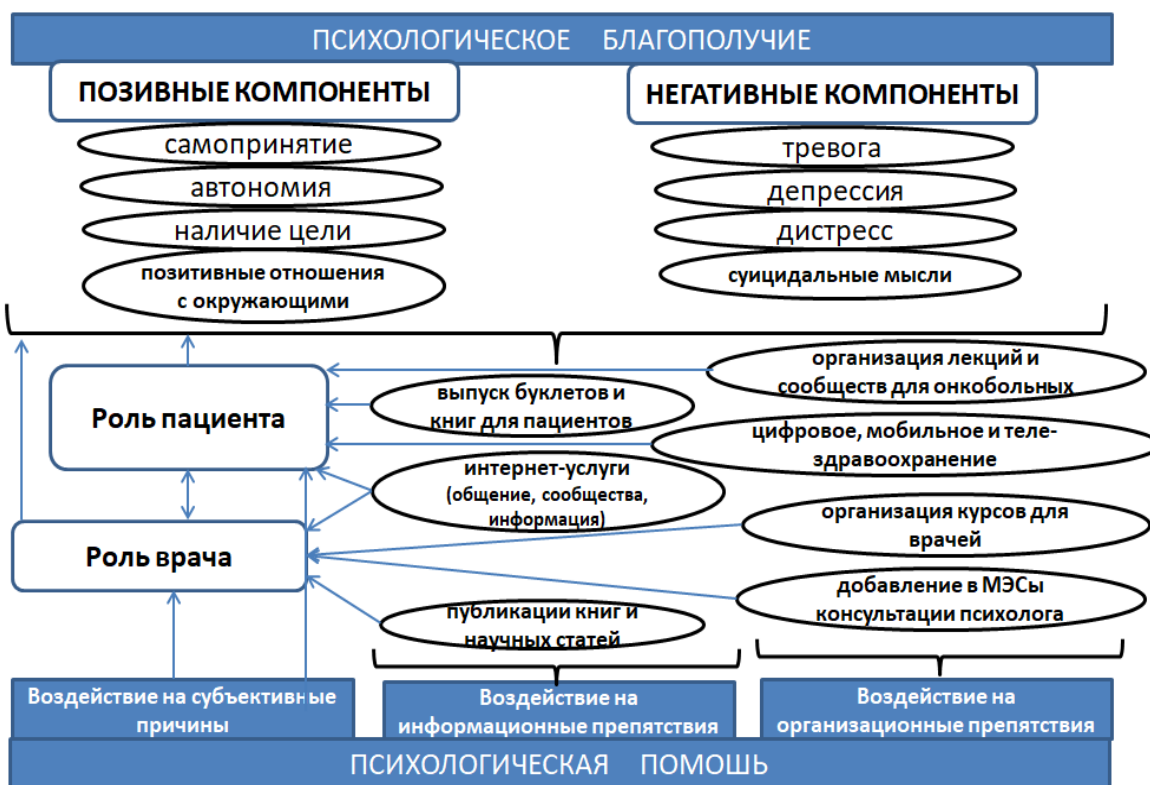 ПСИХОЛОГИЧЕСКОЕ БЛАГОПОЛУЧИЕ
ПОЗИВНЫЕ КОМПОНЕНТЫ
самопринятие
автономия
наличие цели
позитивные отношения
с окружающими
НЕГАТИВНЫЕ КОМПОНЕНТЫ
тревога
депрессия
дистресс
суицидальные мысли
Роль пациента
Роль врача
выпуск буклетов и
книг для пациентов
интернет-услуги
(общение, сообщества,
информация)
публикации книг и
научных статей
организация лекций и
сообществ для онкобольных
цифровое, мобильное и теле-
здравоохранение
организация курсов для
врачей
добавление в МЭСы
консультации психолога
Воздействие на субъективные
причины
Воздействие на
информационные препятствия
Воздействие на
организационные препятствия
ПСИХОЛОГИЧЕСКАЯ ПОМОЩЬ